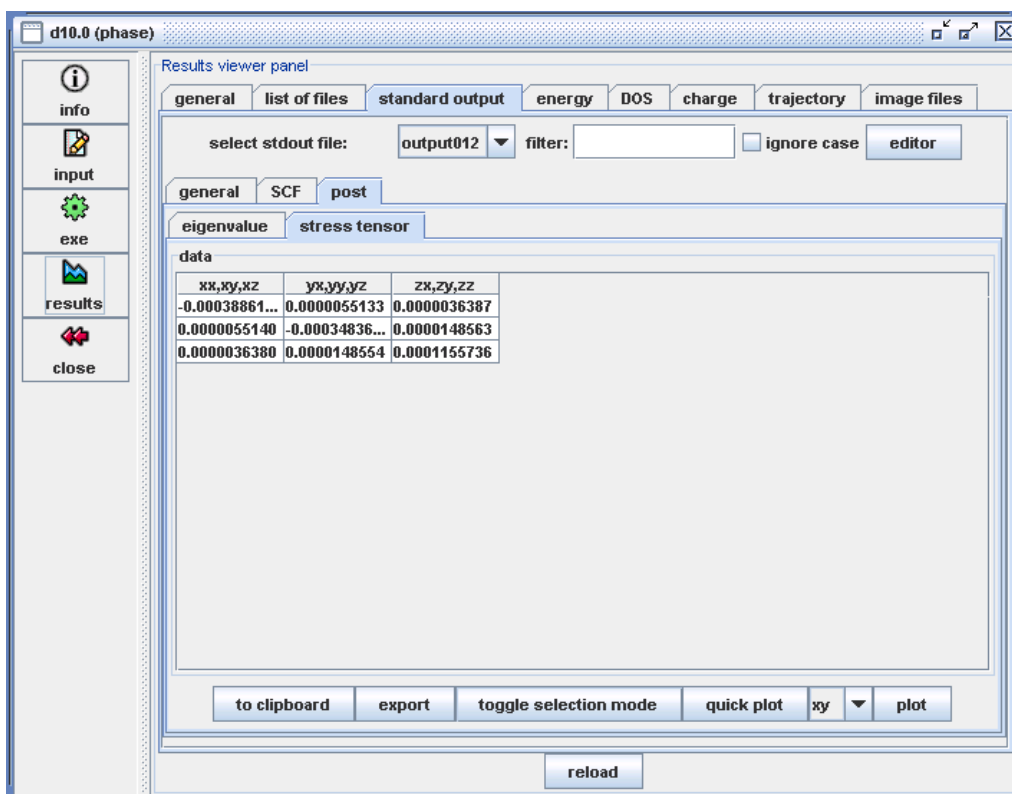 d10.0 (phase)
info
input
exe
results
close
Results viewer panel
general list of files standard output energy DOS charge trajectory image files
select stdout file: output012 filter: ignore case editor
general SCF post
eigenvalue stress tensor
data
xx,xy,xz yx,yy,yz zx,zy,zz
-0.00038861... 0.0000055133 0.0000036387
0.0000055140 -0.00034836... 0.0000148563
0.0000036380 0.0000148554 0.0001155736
to clipboard export toggle selection mode quick plot xy plot
reload